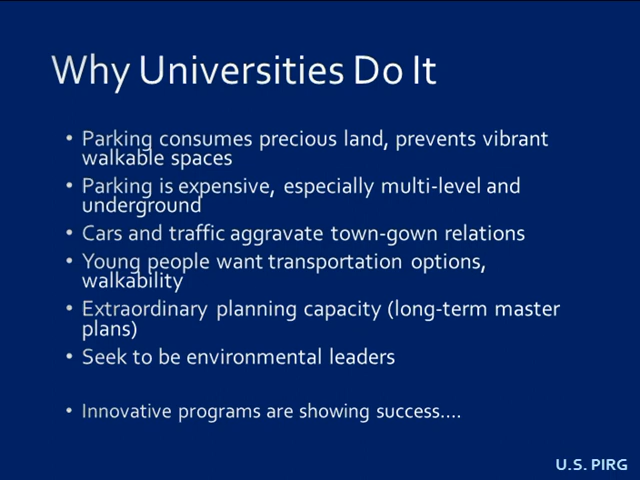 Why Universities Do It
• Parking consumes precious land, prevents vibrant
walkable spaces
• Parking is expensive, especially multi-level and
underground
• Cars and traffic aggravate town-gown relations
• Young people want transportation options,
walkability
• Extraordinary planning capacity (long-term master
plans)
• Seek to be environmental leaders
• Innovative programs are showing success....
U.S. PIRG